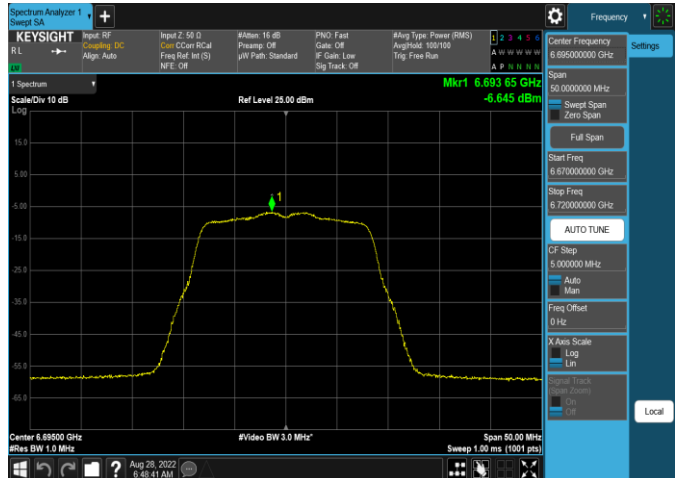 Spectrum Analyzer 1
Swept SA
Frequency
KEYSIGHT
RL
Input: RF
Coupling: DC
Align: Auto
Input Z: 50 Ω
Corr CCorr RCal
Freq Ref: Int (S)
NFE: Off
#Atten: 16 dB
Preamp: Off
µW Path: Standard
PNO: Fast
Gate: Off
IF Gain: Low
Sig Track: Off
#Avg Type: Power (RMS)
Avg|Hold: 100/100
Trig: Free Run
1 2 3 4 5 6
A W W W W W
A P N N N N
1 Spectrum
Scale/Div 10 dB
Log
Ref Level 25.00 dBm
Mkr1 6.693 65 GHz
-6.645 dBm
15.0
5.00
-5.00
-15.0
-25.0
-35.0
-45.0
-55.0
-65.0
1
Center 6.69500 GHz
#Res BW 1.0 MHz
#Video BW 3.0 MHz*
Span 50.00 MHz
Sweep 1.00 ms (1001 pts)
Center Frequency
6.695000000 GHz
Span
50.0000000 MHz
Swept Span
Zero Span
Full Span
Start Freq
6.670000000 GHz
Stop Freq
6.720000000 GHz
AUTO TUNE
CF Step
5.000000 MHz
Auto
Man
Freq Offset
0 Hz
X Axis Scale
Log
Lin
Signal Track
(Span Zoom)
On
Off
Settings
Local
Aug 28, 2022
6:48:41 AM